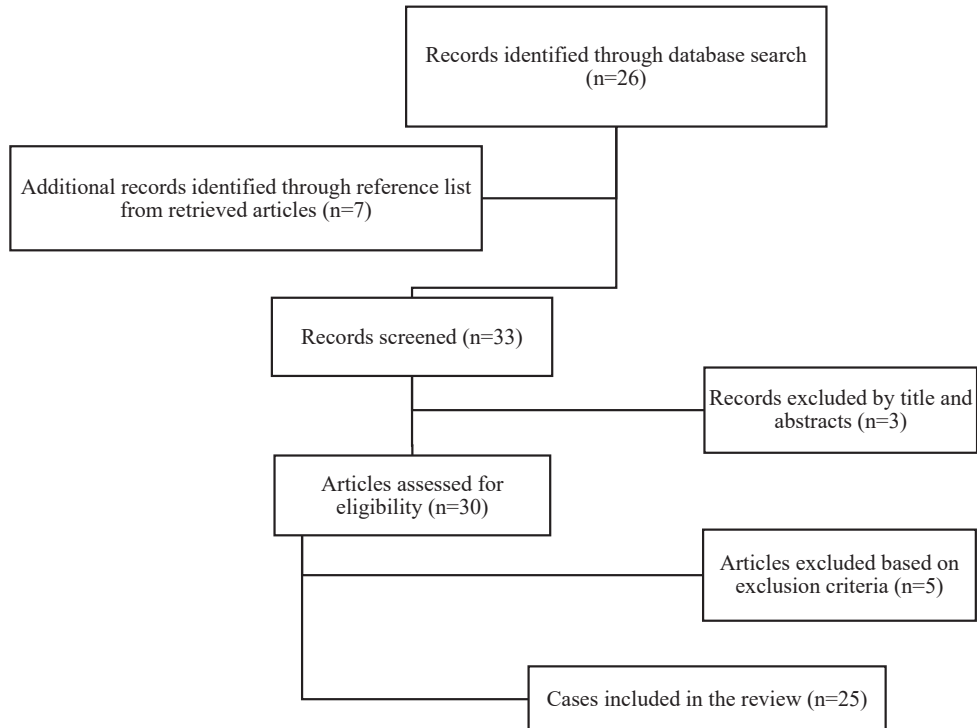 Records identified through database search
(n=26)
Additional records identified through reference list
from retrieved articles (n=7)
Records screened (n=33)
Records excluded by title and
abstracts (n=3)
Articles assessed for
eligibility (n=30)
Articles excluded based on
exclusion criteria (n=5)
Cases included in the review (n=25)